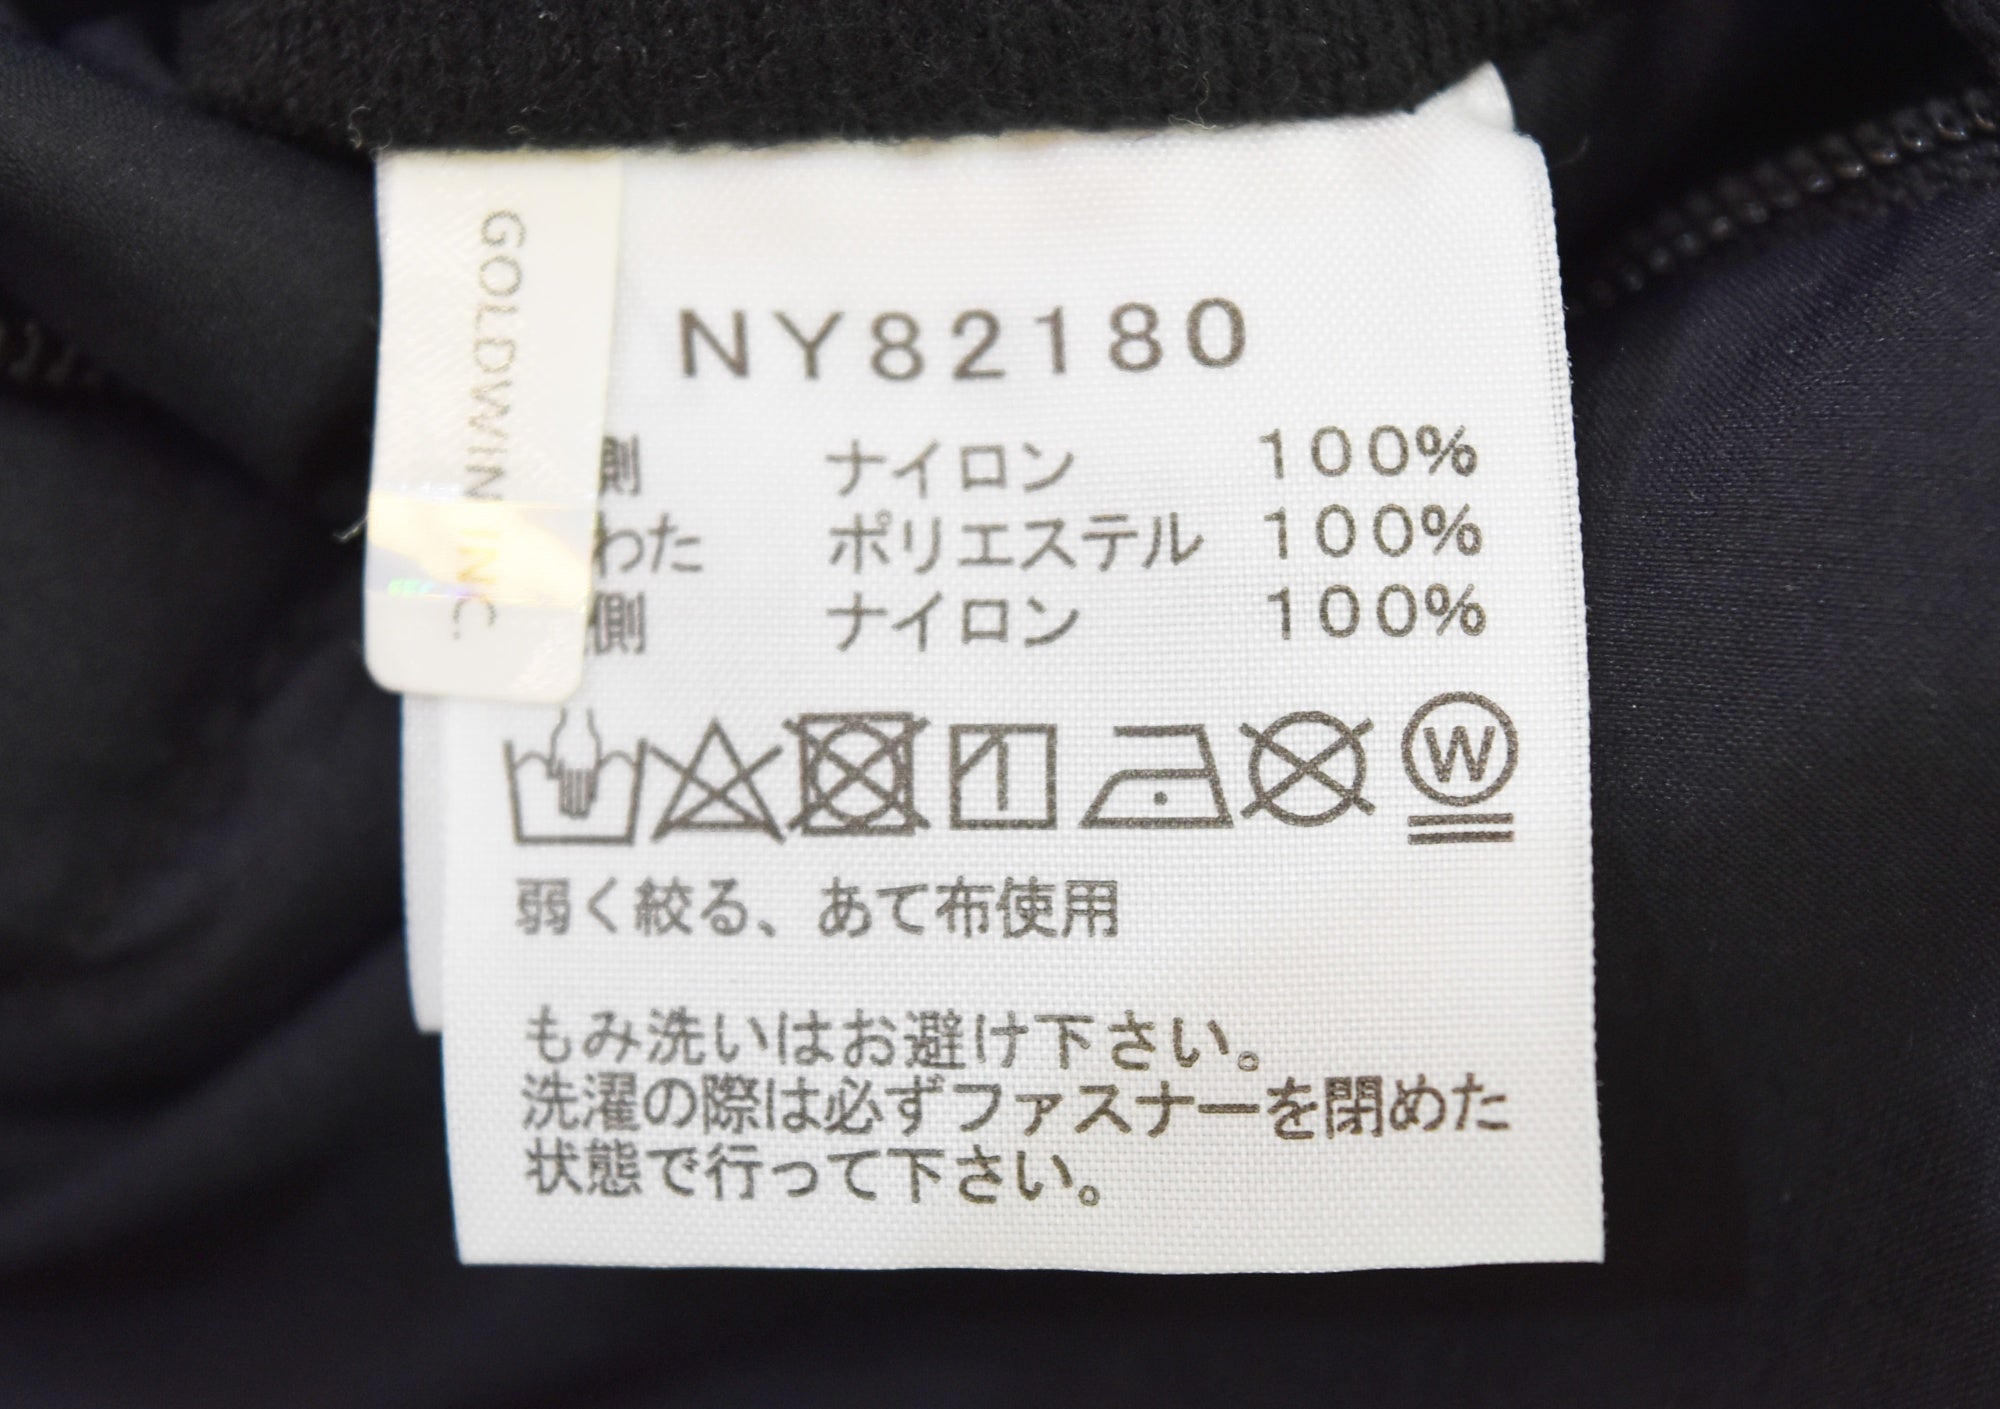 GOLDWIN INC.
NY82180
側 ナイロン 100%
わた ポリエステル 100%
側 ナイロン 100%
W
弱く絞る、あて布使用
もみ洗いはお避け下さい。
洗濯の際は必ずファスナーを閉めた
状態で行って下さい。